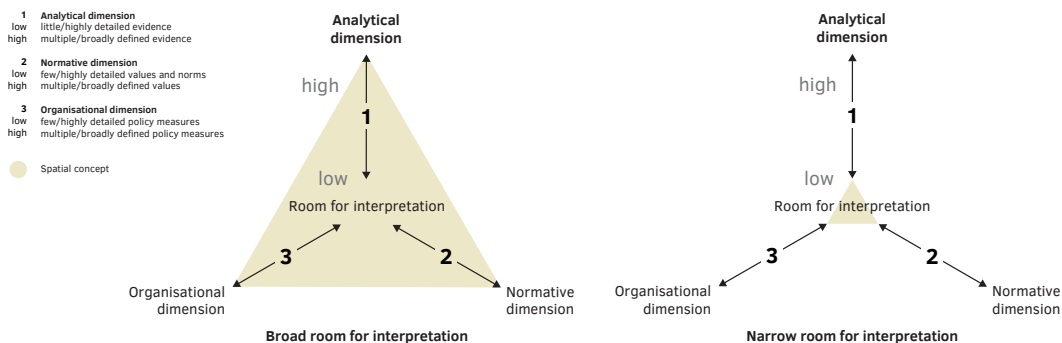 1 Analytical dimension
low little/highly detailed evidence
high multiple/broadly defined evidence
2 Normative dimension
low few/highly detailed values and norms
high multiple/broadly defined values
3 Organisational dimension
low few/highly detailed policy measures
high multiple/broadly defined policy measures
Spatial concept
Analytical
dimension
high
1
low
Room for interpretation
3
2
Organisational
dimension
Normative
dimension
Broad room for interpretation
Analytical
dimension
high
1
low
Room for interpretation
3
2
Organisational
dimension
Normative
dimension
Narrow room for interpretation